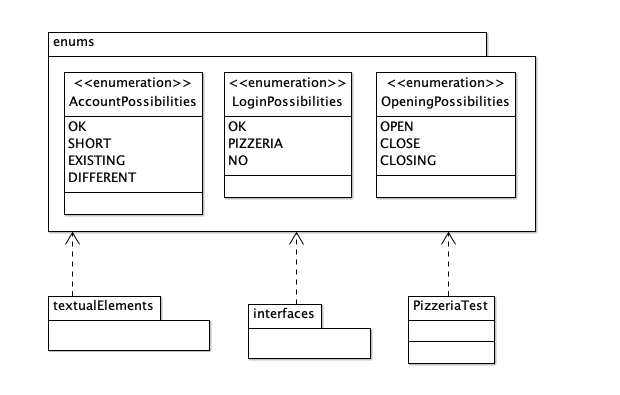 enums
<<enumeration>>
AccountPossibilities
OK
SHORT
EXISTING
DIFFERENT
<<enumeration>>
LoginPossibilities
OK
PIZZERIA
NO
<<enumeration>>
OpeningPossibilities
OPEN
CLOSE
CLOSING
textualElements
interfaces
PizzeriaTest